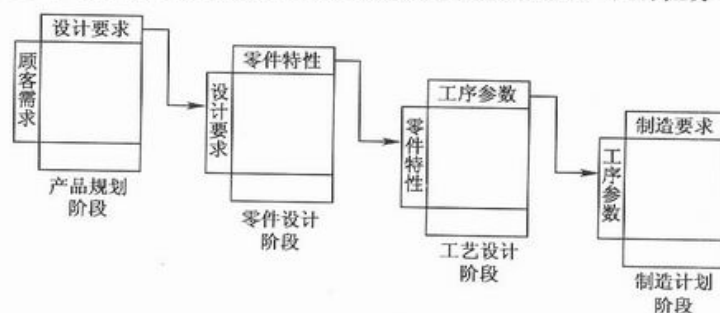 设计要求
顾客需求
产品规划
阶段
零件特性
设计要求
零件设计
阶段
工序参数
零件特性
工艺设计
阶段
制造要求
工序参数
制造计划
阶段